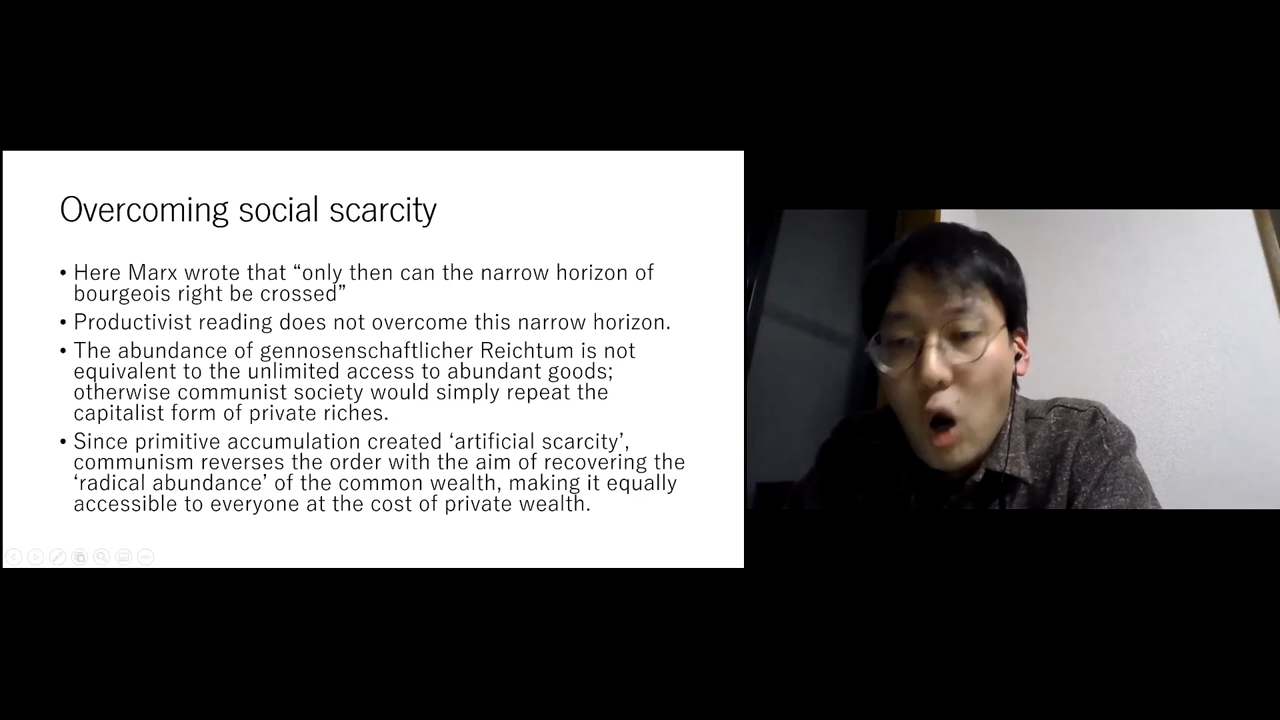 Overcoming social scarcity
• Here Marx wrote that “only then can the narrow horizon of
bourgeois right be crossed”
• Productivist reading does not overcome this narrow horizon.
• The abundance of gennosenschaftlicher Reichtum is not
equivalent to the unlimited access to abundant goods;
otherwise communist society would simply repeat the
capitalist form of private riches.
• Since primitive accumulation created ‘artificial scarcity’,
communism reverses the order with the aim of recovering the
‘radical abundance’ of the common wealth, making it equally
accessible to everyone at the cost of private wealth.